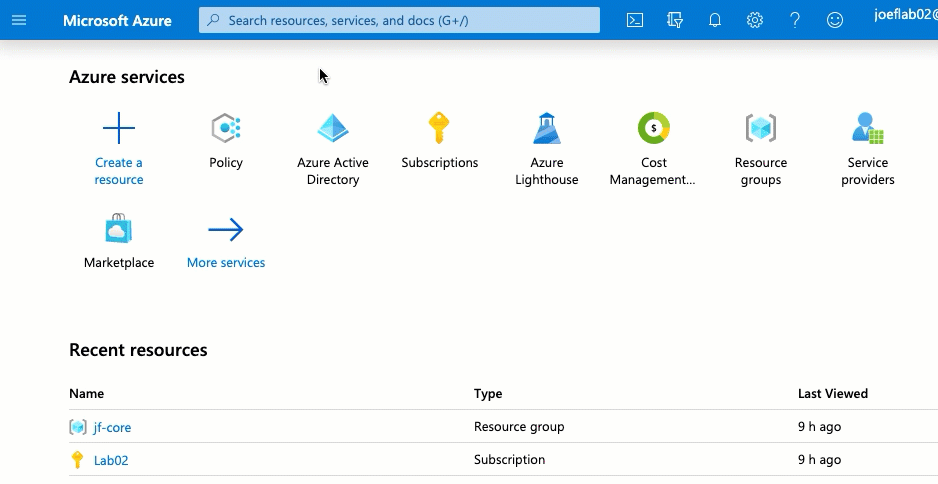 Microsoft Azure
Search resources, services, and docs (G+/)
joeflab02@
Azure services
Create a resource
Policy
Azure Active Directory
Subscriptions
Azure Lighthouse
Cost Management...
Resource groups
Service providers
Marketplace
More services
Recent resources
Name Type Last Viewed
jf-core Resource group 9 h ago
Lab02 Subscription 9 h ago